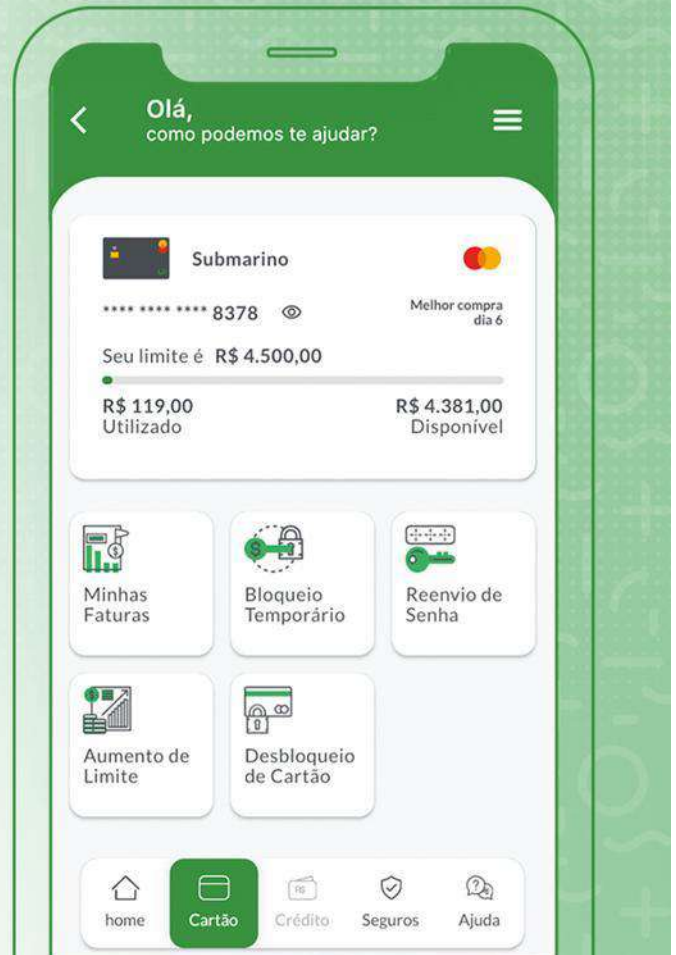 Olá,
como podemos te ajudar?
Submarino
**** **** **** 8378
Melhor compra
dia 6
Seu limite é R$ 4.500,00
R$ 119,00
Utilizado
R$ 4.381,00
Disponível
Minhas
Faturas
Bloqueio
Temporário
Reenvio de
Senha
Aumento de
Limite
Desbloqueio
de Cartão
home
Cartão
Crédito
Seguros
Ajuda